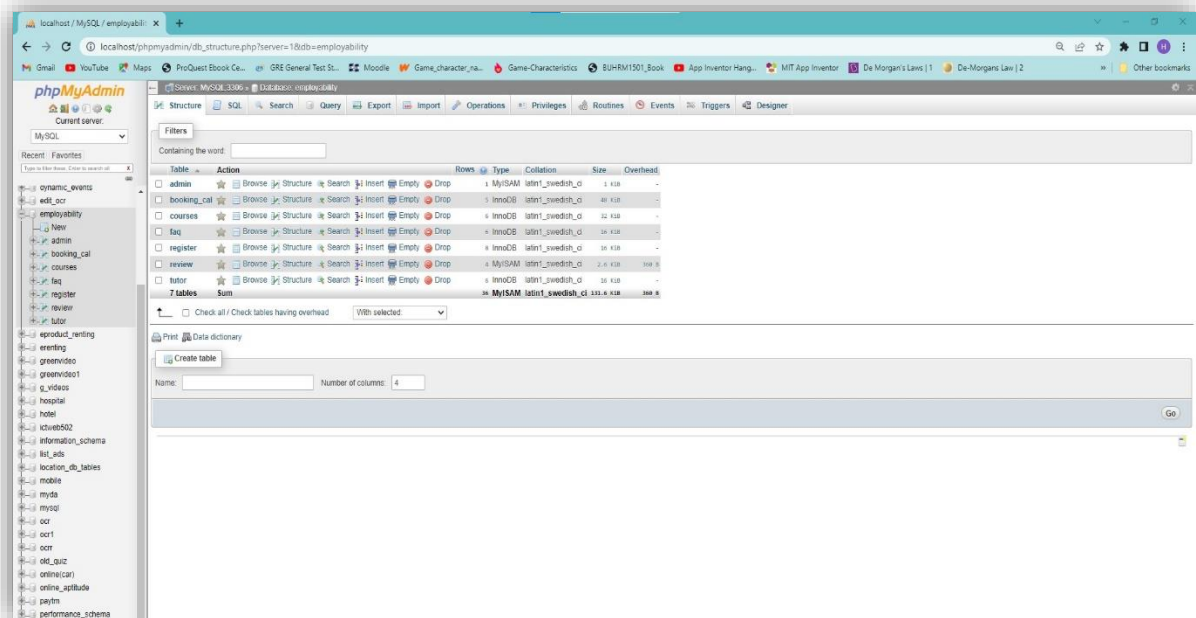 localhost / MySQL / employabili
localhost/phpmyadmin/db_structure.php?server=1&db=employability
Gmail YouTube Maps ProQuest Ebook Ce... GRE General Test St... Moodle Game_character_na... Game-Characteristics BUHRM1501_Book App Inventor Hang... MIT App Inventor De Morgan's Laws | 1 De-Morgans Law | 2 » Other bookmarks
phpMyAdmin
Current server:
MySQL
Recent Favorites
dynamic_events
edit_ocr
employability
New
admin
booking_cal
courses
faq
register
review
tutor
eproduct_renting
erenting
greenvideo
greenvideo1
g_videos
hospital
hotel
ictweb502
information_schema
list_ads
location_db_tables
mobile
myda
mysql
ocr
ocr1
ocrr
old_quiz
online(car)
online_aptitude
paytm
performance_schema
Server: MySQL:3306 » Database: employability
Structure SQL Search Query Export Import Operations Privileges Routines Events Triggers Designer
Filters
Containing the word:
Table Action Rows Type Collation Size Overhead
admin Browse Structure Search Insert Empty Drop 1 MyISAM latin1_swedish_ci 1 KiB -
booking_cal Browse Structure Search Insert Empty Drop 5 InnoDB latin1_swedish_ci 48 KiB -
courses Browse Structure Search Insert Empty Drop 6 InnoDB latin1_swedish_ci 32 KiB -
faq Browse Structure Search Insert Empty Drop InnoDB latin1_swedish_ci 16 KiB -
register Browse Structure Search Insert Empty Drop 8 InnoDB latin1_swedish_ci 16 KiB -
review Browse Structure Search Insert Empty Drop 4 MyISAM latin1_swedish_ci 2.6 KiB 360 B
tutor Browse Structure Search Insert Empty Drop InnoDB latin1_swedish_ci 16 KiB -
7 tables Sum 36 MyISAM latin1_swedish_ci 131.6 KiB 360 B
Check all / Check tables having overhead With selected:
Print Data dictionary
Create table
Name: Number of columns: 4
Go